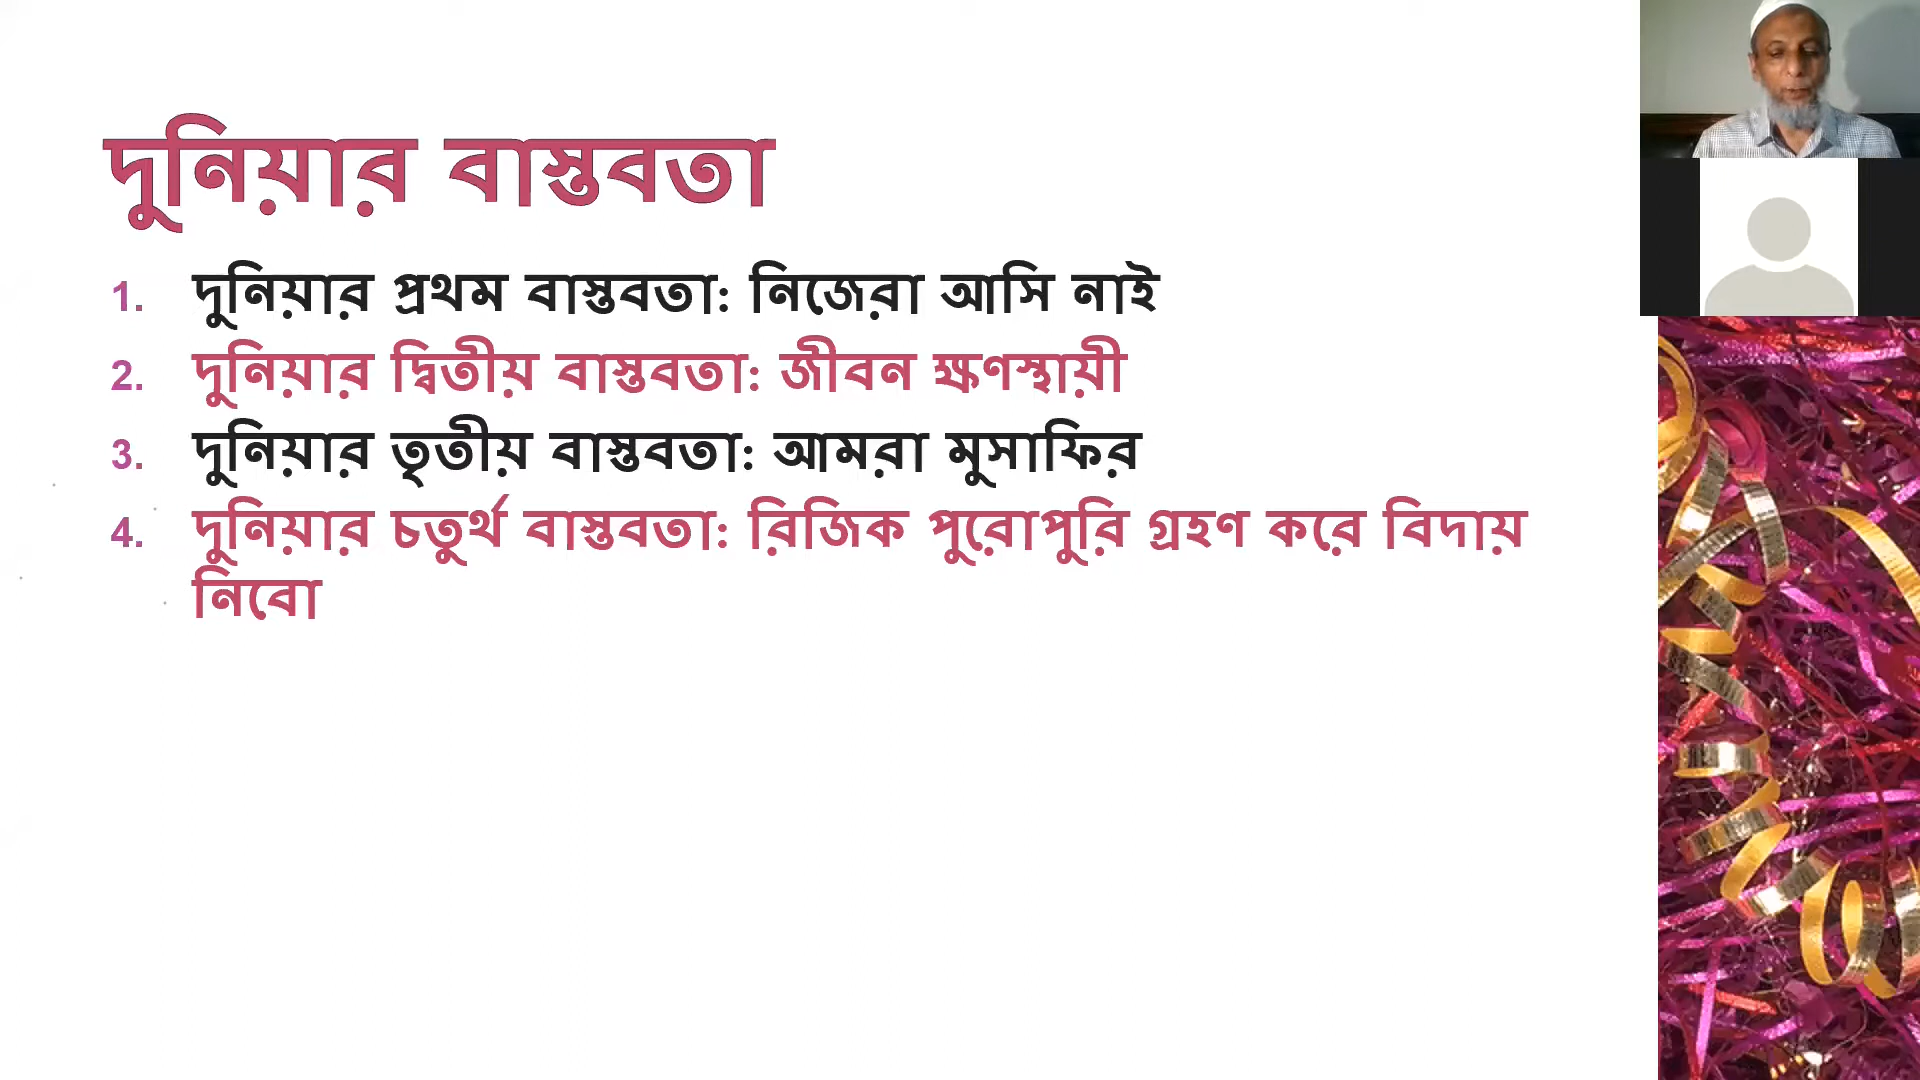 দুনিয়ার বাস্তবতা
1. দুনিয়ার প্রথম বাস্তবতা: নিজেরা আসি নাই
2. দুনিয়ার দ্বিতীয় বাস্তবতা: জীবন ক্ষণস্থায়ী
3. দুনিয়ার তৃতীয় বাস্তবতা: আমরা মুসাফির
4. দুনিয়ার চতুর্থ বাস্তবতা: রিজিক পুরোপুরি গ্রহণ করে বিদায়
নিবো